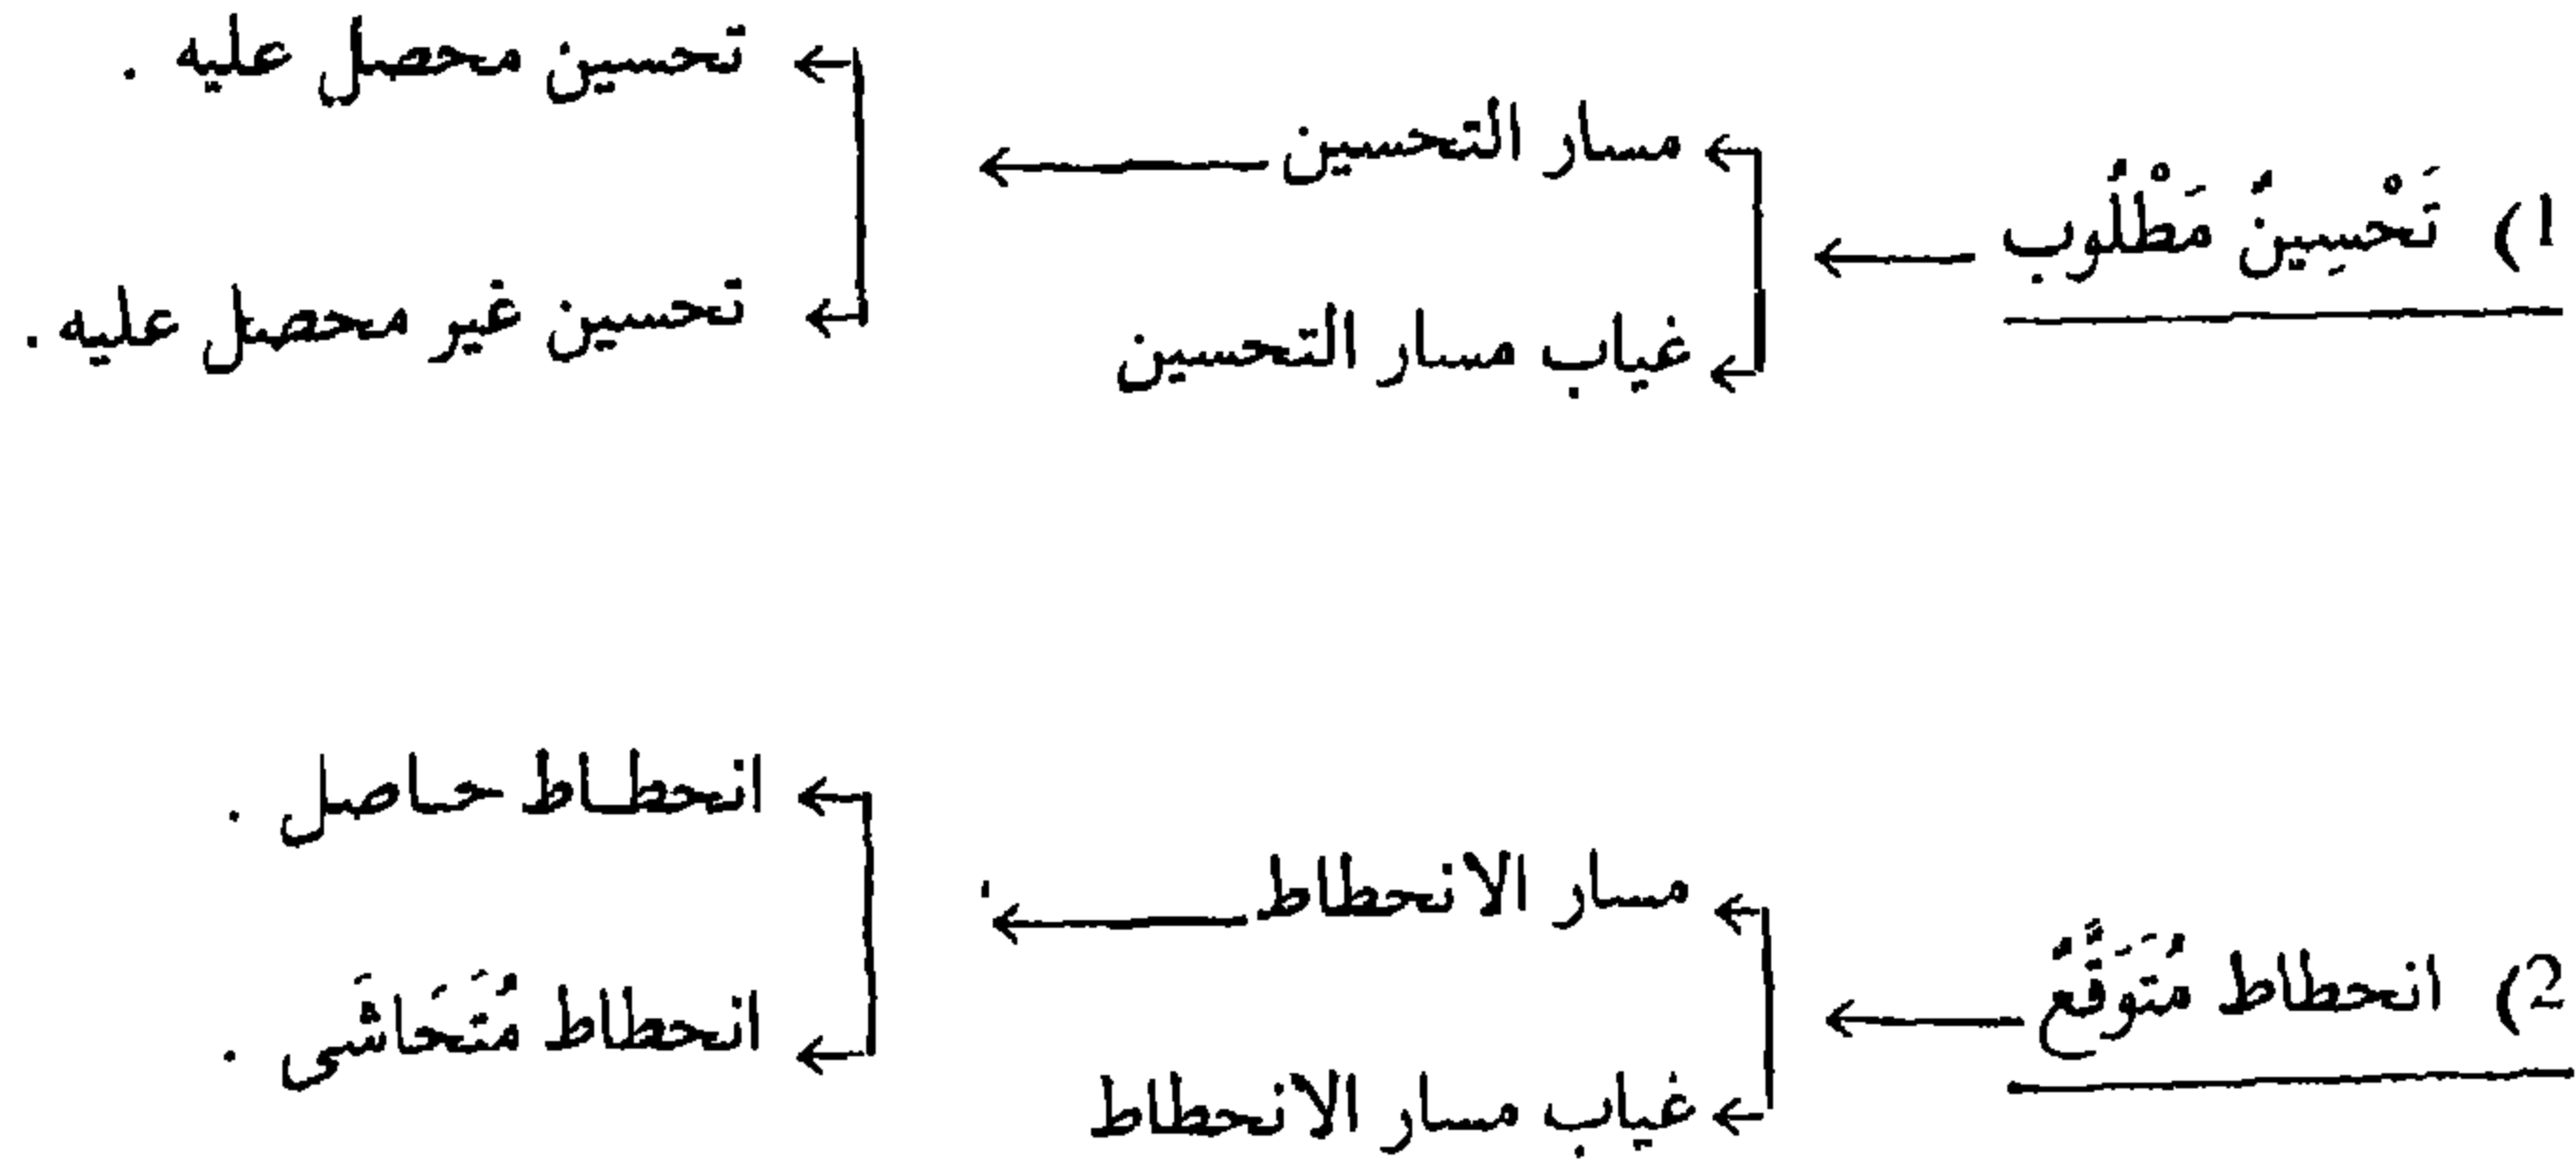 1) تَحْسِينٌ مَطْلُوب
مسار التحسين
غياب مسار التحسين
تحسين محصل عليه .
تحسين غير محصل عليه .
2) انحطاط مُتَوَقَّعٌ
مسار الانحطاط
غياب مسار الانحطاط
انحطاط حاصل .
انحطاط مُتَحَاشَى .